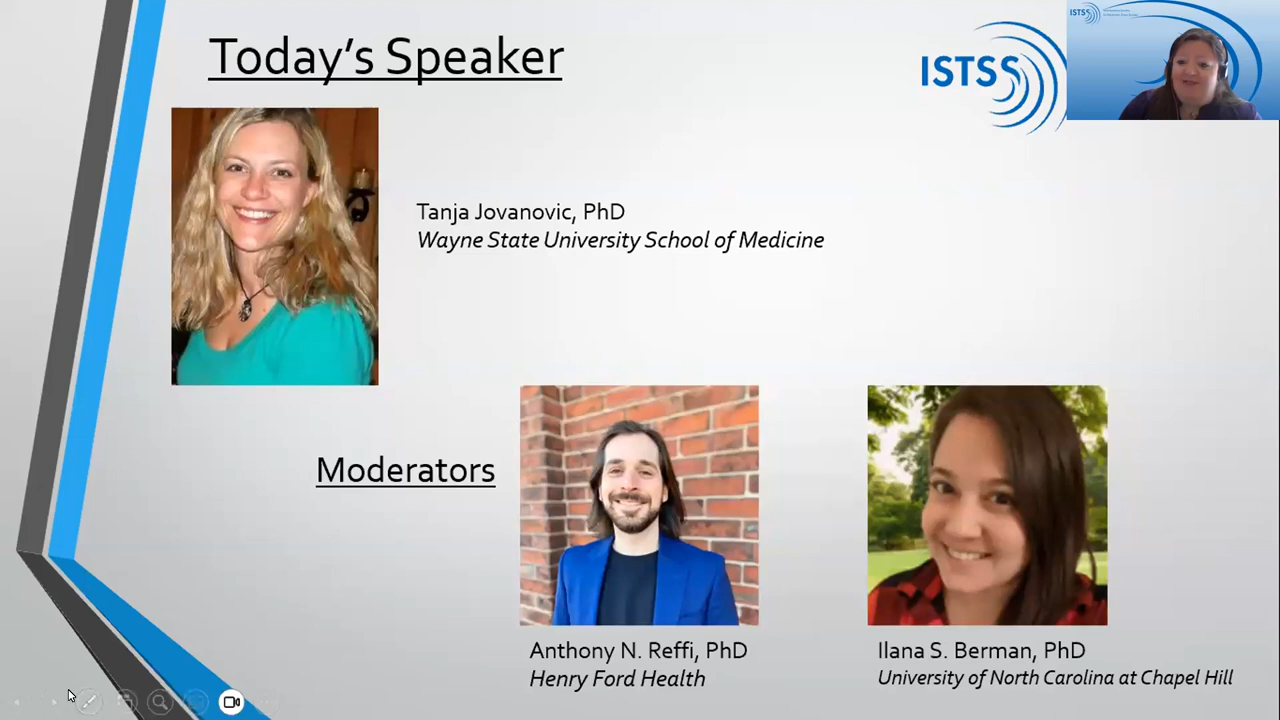 Today's Speaker
ISTSS
ISTSS
Tanja Jovanovic, PhD
Wayne State University School of Medicine
Moderators
Anthony N. Reffi, PhD
Henry Ford Health
Ilana S. Berman, PhD
University of North Carolina at Chapel Hill